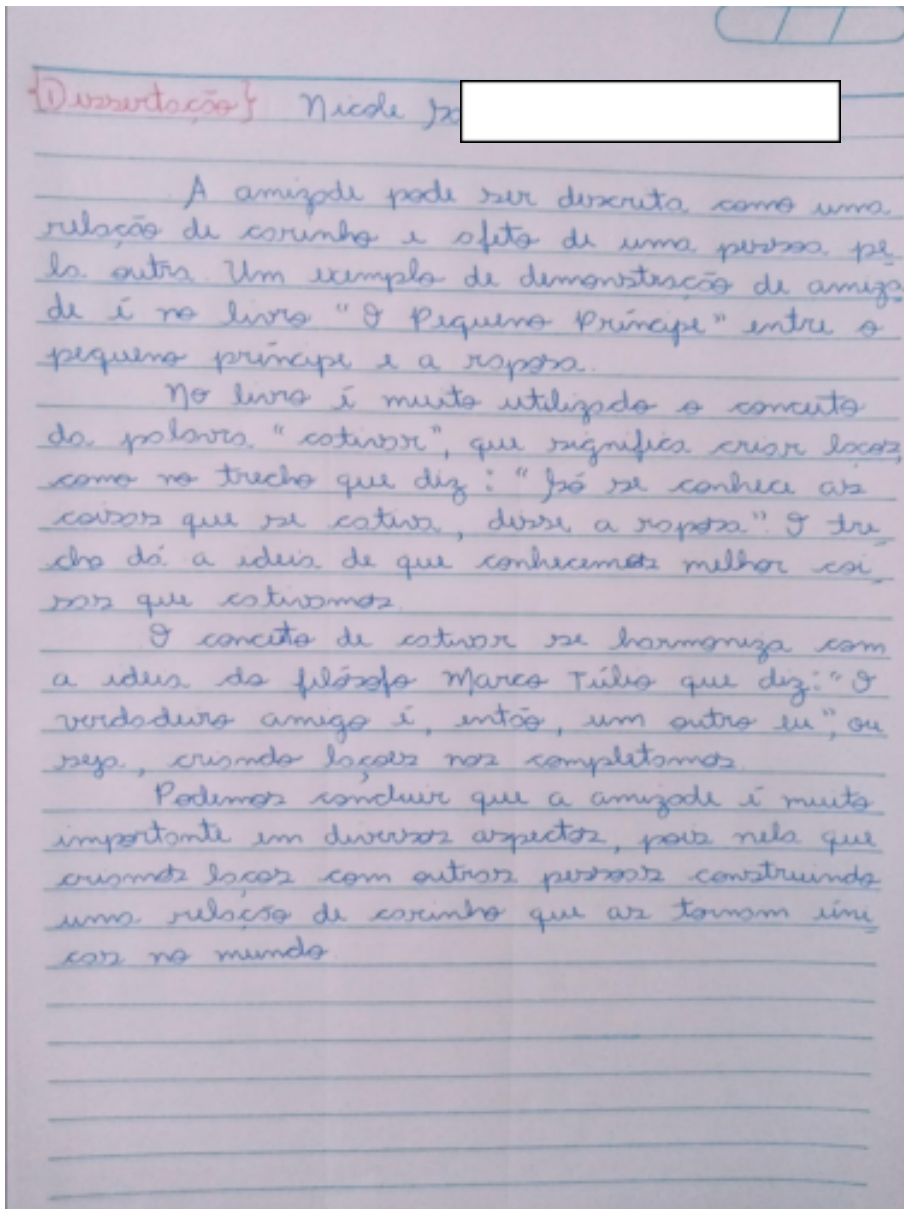 {Dissertação} Nicole
A amizade pode ser descrita como uma
relação de carinho e afeto de uma pessoa pe
la outra. Um exemplo de demonstração de amiza
de é no livro "O Pequeno Príncipe" entre o
pequeno príncipe e a raposa.
No livro é muito utilizado o conceito
da palavra "cativar", que significa criar laços,
como no trecho que diz: "Só se conhece as
coisas que se cativa, disse a raposa". O tre
cho dá a ideia de que conhecemos melhor coi
sas que cativamos.
O conceito de cativar se harmoniza com
a ideia do filósofo Marco Túlio que diz: "O
verdadeiro amigo é, então, um outro eu", ou
seja, criando laços nos completamos.
Podemos concluir que a amizade é muito
importante em diversos aspectos, pois nela que
criamos laços com outras pessoas construindo
uma relação de carinho que as tornam úni
cas no mundo.